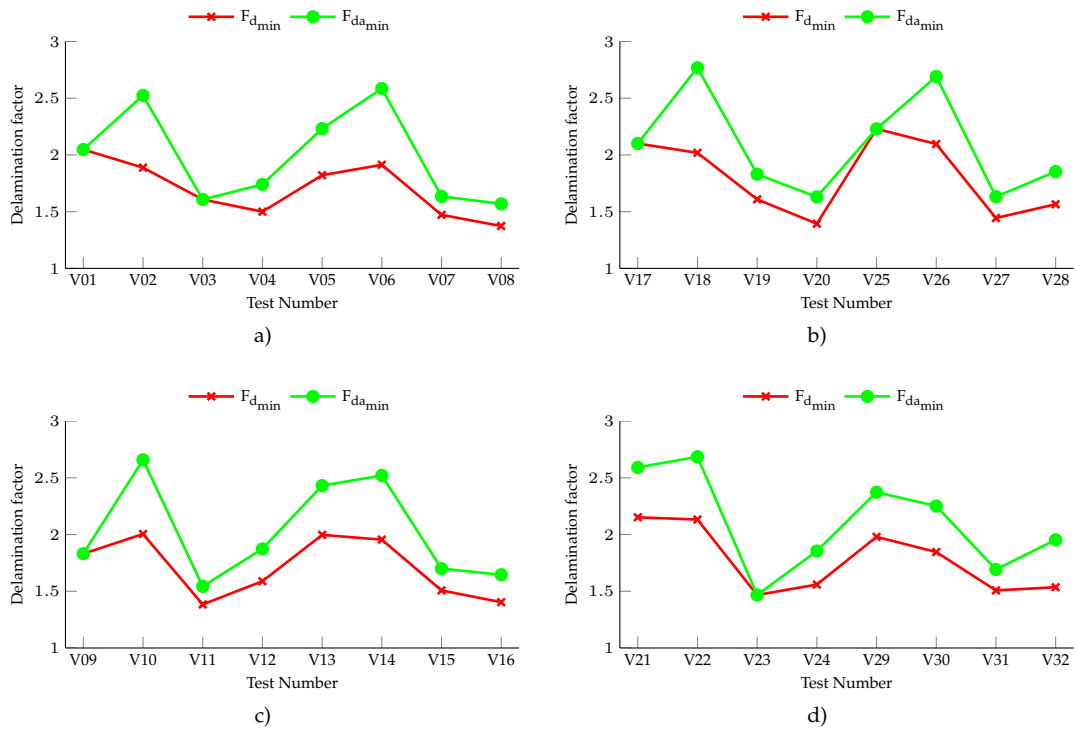 F_d_min F_da_min
3
2.5
2
1.5
1
Delamination factor
V01 V02 V03 V04 V05 V06 V07 V08
Test Number
a)
F_d_min F_da_min
3
2.5
2
1.5
1
Delamination factor
V17 V18 V19 V20 V25 V26 V27 V28
Test Number
b)
F_d_min F_da_min
3
2.5
2
1.5
1
Delamination factor
V09 V10 V11 V12 V13 V14 V15 V16
Test Number
c)
F_d_min F_da_min
3
2.5
2
1.5
1
Delamination factor
V21 V22 V23 V24 V29 V30 V31 V32
Test Number
d)